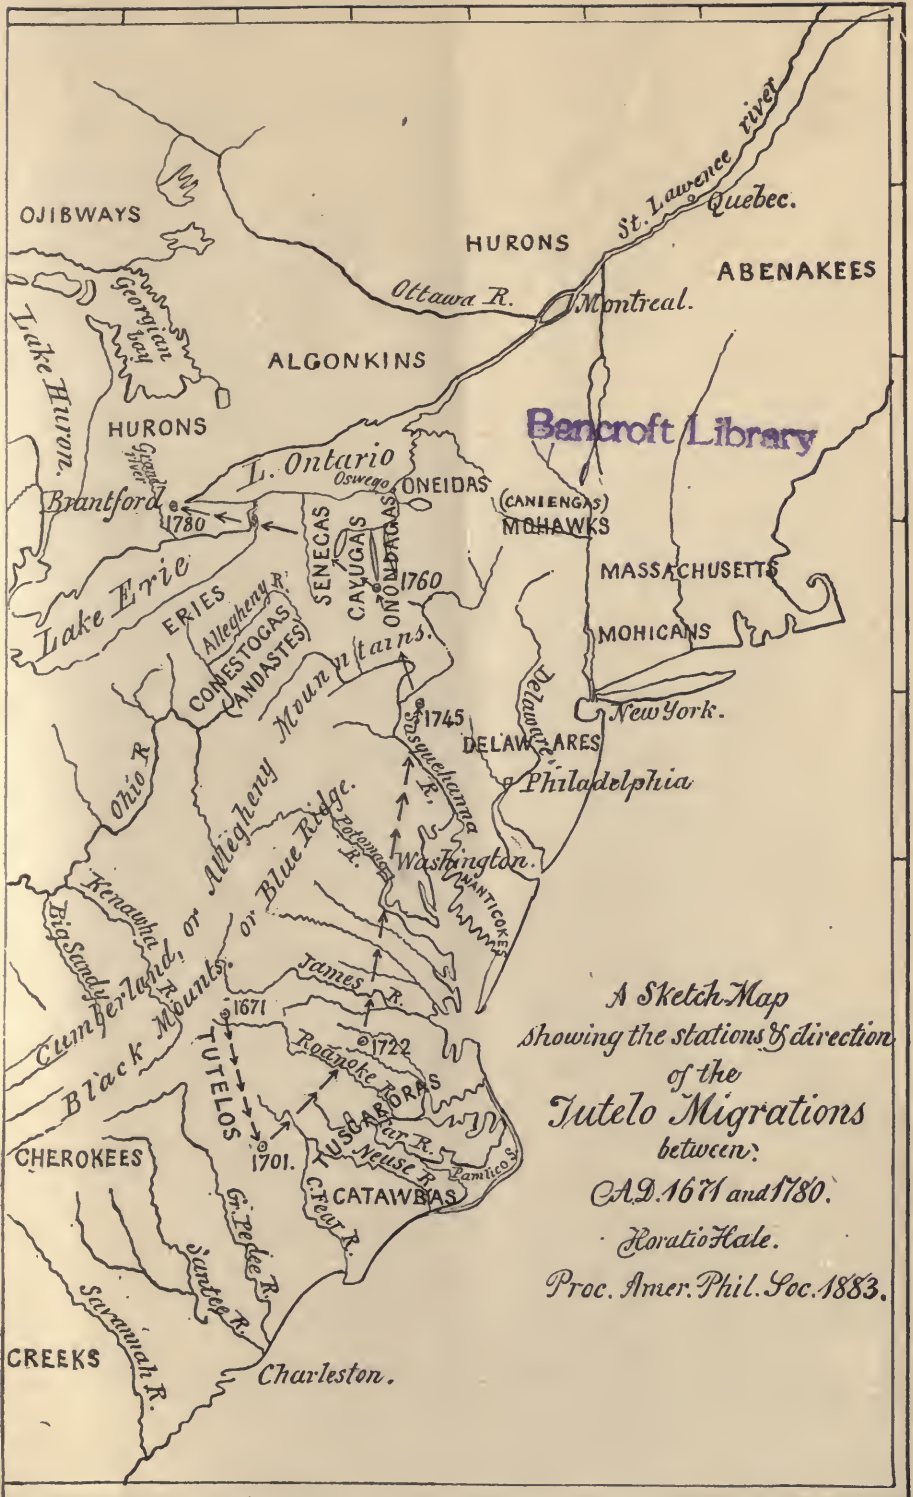 St. Lawence river
Quebec.
OJIBWAYS
HURONS
ABENAKEES
Ottawa R.
Montreal.
Georgian bay
Lake Huron.
ALGONKINS
Bancroft Library
HURONS
Grand river
L. Ontario
Oswego
ONEIDAS
Brantford
1780
(CANIENGAS)
MOHAWKS
SENECAS
CAYUGAS
ONONDAGAS
1760
MASSACHUSETTS
Lake Erie
ERIES
Allegheny R.
CONESTOGAS
(ANDASTES)
MOHICANS
1745
Susquehanna R.
Delaware
New York.
DELAWARES
Philadelphia
Ohio R
Cumberland, or Allegheny Mountains.
Black Mounts. or Blue Ridge.
Potomac R.
Washington.
NANTICOKES
Kenawha R.
Big Sandy
James R.
1671
1722
Roanoke R.
TUTELOS
TUSCARORAS
Tar R.
Neuse R.
Pamlico S.
1701.
CHEROKEES
CATAWBAS
C. Fear R.
Gr. Pedee R.
Santee R.
Savannah R.
CREEKS
Charleston.
A Sketch Map
showing the stations & direction
of the
Tutelo Migrations
between:
A.D. 1671 and 1780.
Horatio Hale.
Proc. Amer. Phil. Soc. 1883.